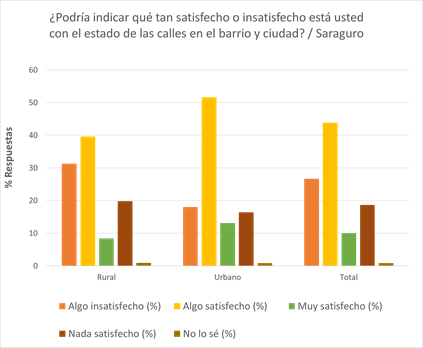 ¿Podría indicar qué tan satisfecho o insatisfecho está usted
con el estado de las calles en el barrio y ciudad? / Saraguro
60
50
40
30
20
10
0
% Respuestas
Rural Urbano Total
Algo insatisfecho (%) Algo satisfecho (%) Muy satisfecho (%)
Nada satisfecho (%) No lo sé (%)